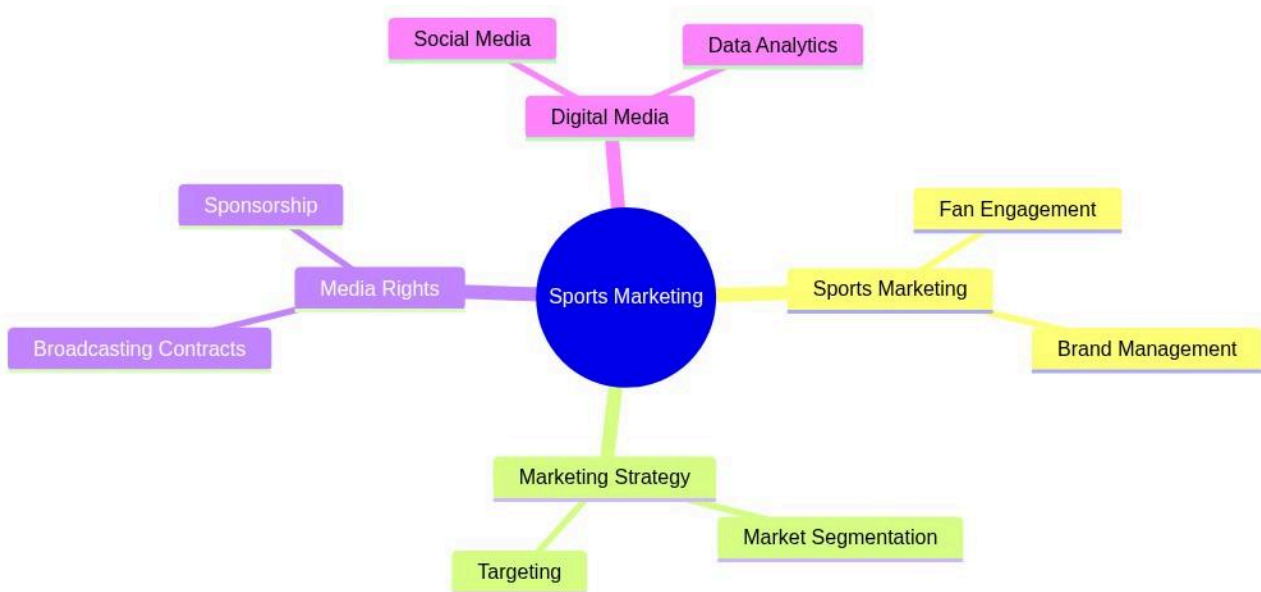 Social Media
Data Analytics
Digital Media
Sponsorship
Fan Engagement
Media Rights
Sports Marketing
Sports Marketing
Broadcasting Contracts
Brand Management
Marketing Strategy
Market Segmentation
Targeting